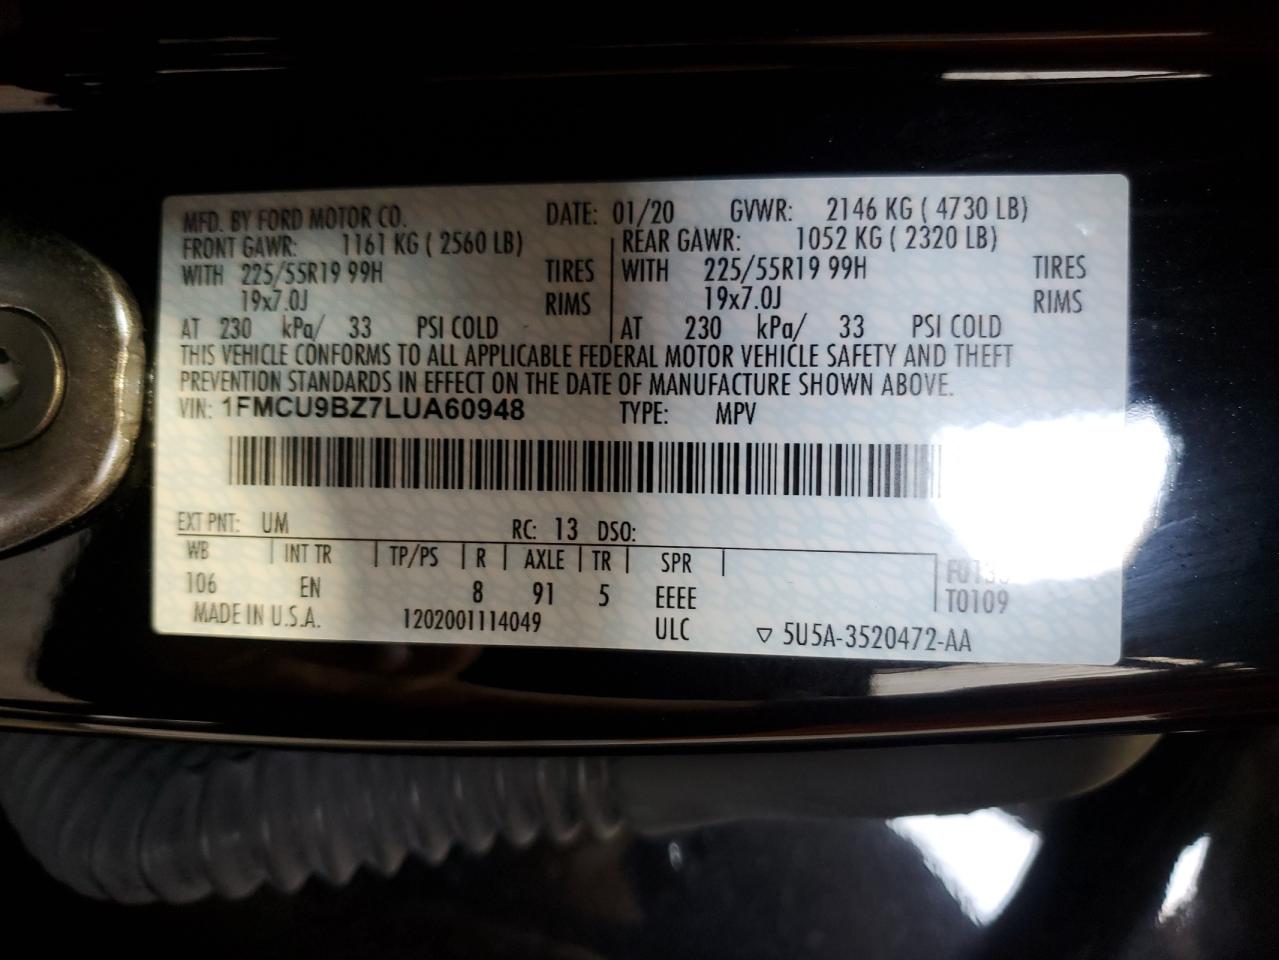 MFD. BY FORD MOTOR CO. DATE: 01/20 GVWR: 2146 KG ( 4730 LB)
FRONT GAWR: 1161 KG ( 2560 LB) REAR GAWR: 1052 KG ( 2320 LB)
WITH 225/55R19 99H TIRES WITH 225/55R19 99H TIRES
19x7.0J RIMS 19x7.0J RIMS
AT 230 kPa/ 33 PSI COLD AT 230 kPa/ 33 PSI COLD
THIS VEHICLE CONFORMS TO ALL APPLICABLE FEDERAL MOTOR VEHICLE SAFETY AND THEFT
PREVENTION STANDARDS IN EFFECT ON THE DATE OF MANUFACTURE SHOWN ABOVE.
VIN: 1FMCU9BZ7LUA60948 TYPE: MPV
EXT PNT: UM RC: 13 DSO:
WB INT TR TP/PS R AXLE TR SPR
106 EN 8 91 5 EEEE T0109
MADE IN U.S.A. 1202001114049 ULC ▽ 5U5A-3520472-AA